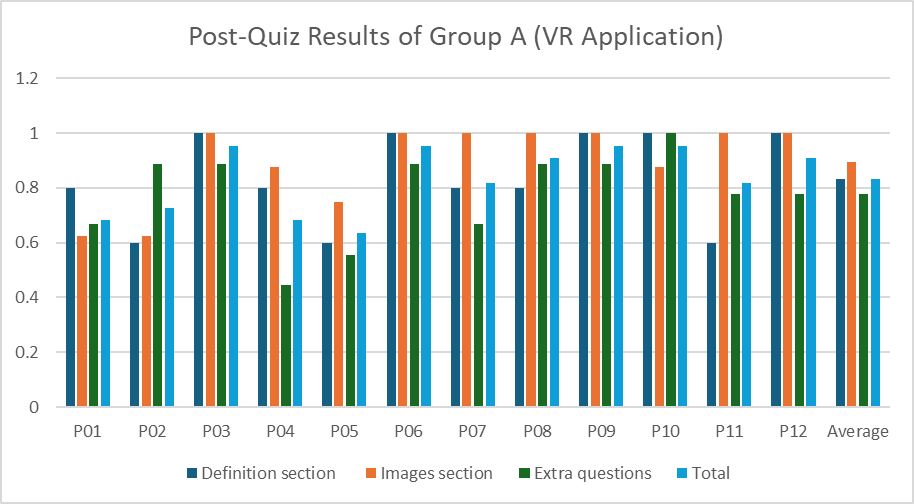 Post-Quiz Results of Group A (VR Application)
1.2
1
0.8
0.6
0.4
0.2
0
P01 P02 P03 P04 P05 P06 P07 P08 P09 P10 P11 P12 Average
Definition section Images section Extra questions Total